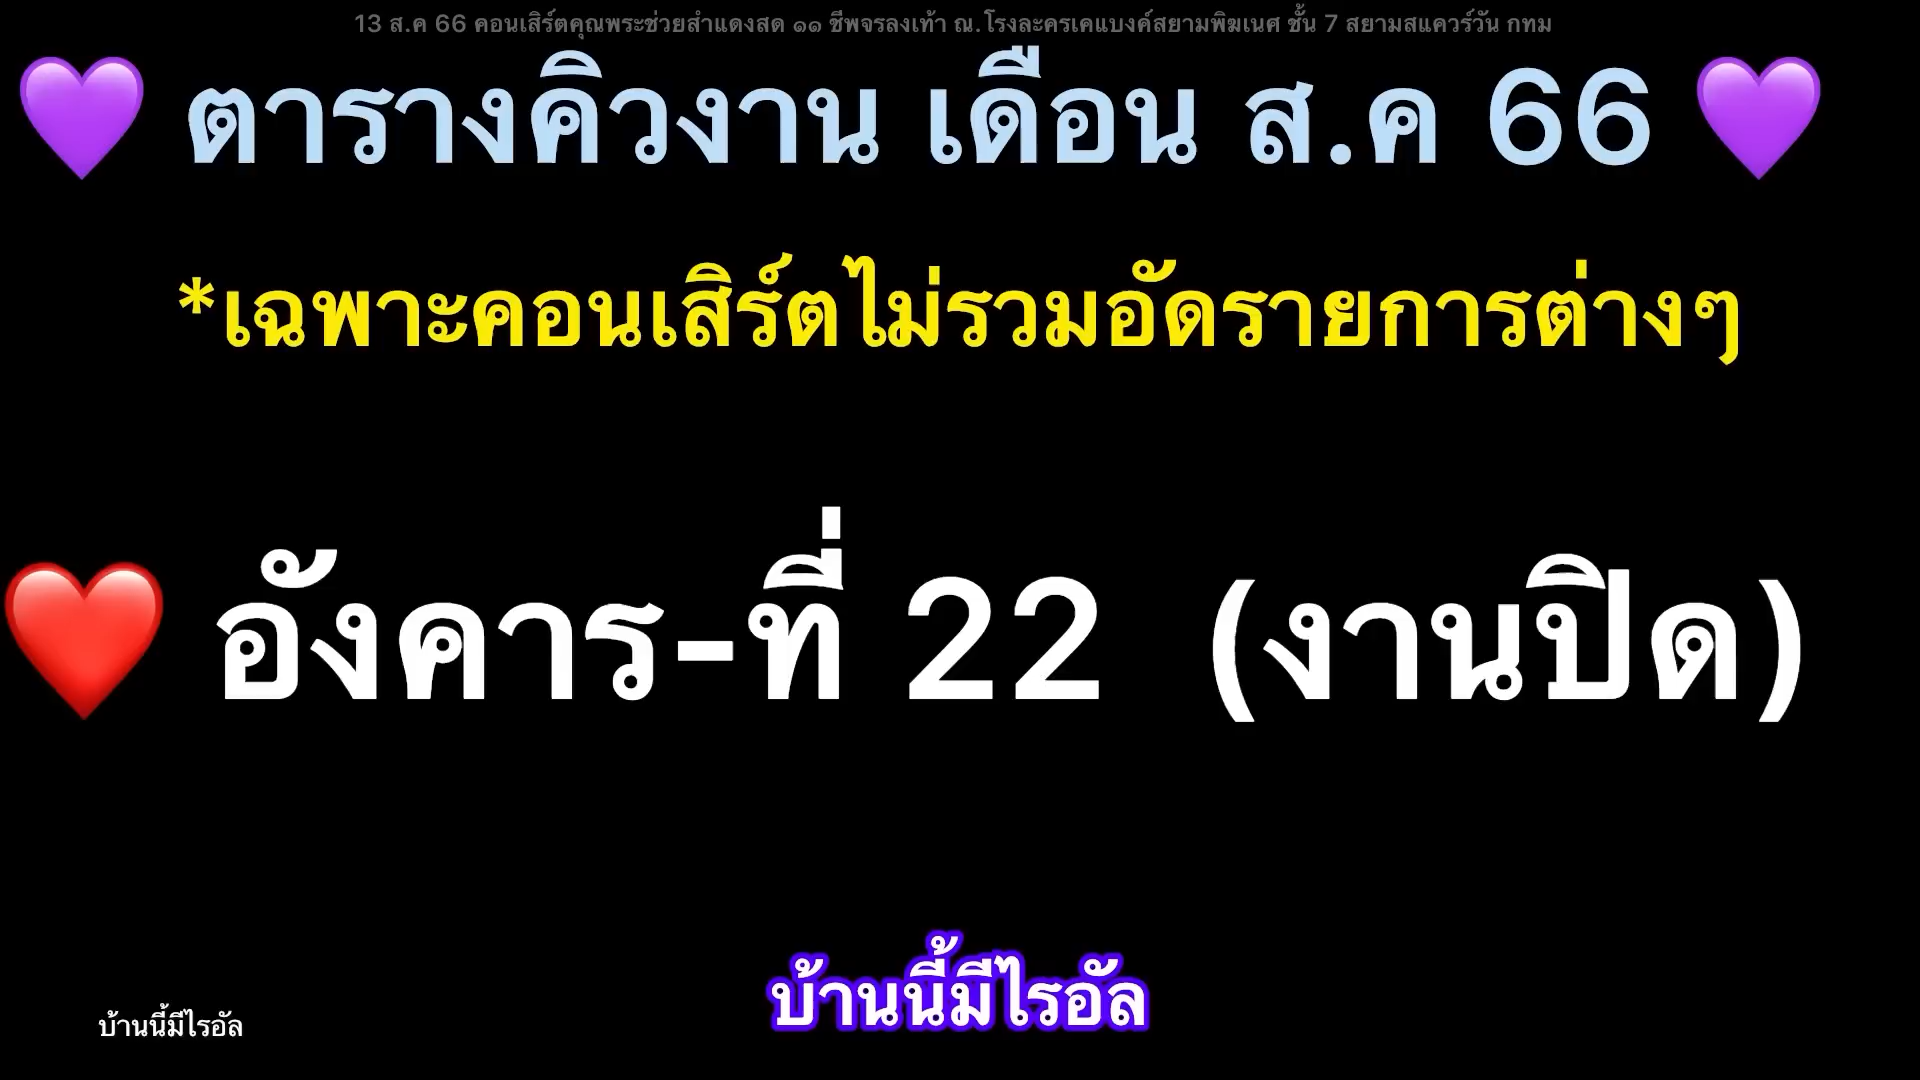 13 ส.ค 66 คอนเสิร์ตคุณพระช่วยสำแดงสด ๑๑ ชีพจรลงเท้า ณ.โรงละครเคแบงค์สยามพิฆเนศ ชั้น 7 สยามสแควร์วัน กทม
💜 ตารางคิวงาน เดือน ส.ค 66 💜
*เฉพาะคอนเสิร์ตไม่รวมอัดรายการต่างๆ
❤️ อังคาร-ที่ 22 (งานปิด)
บ้านนี้มีไรอัล
บ้านนี้มีไรอัล